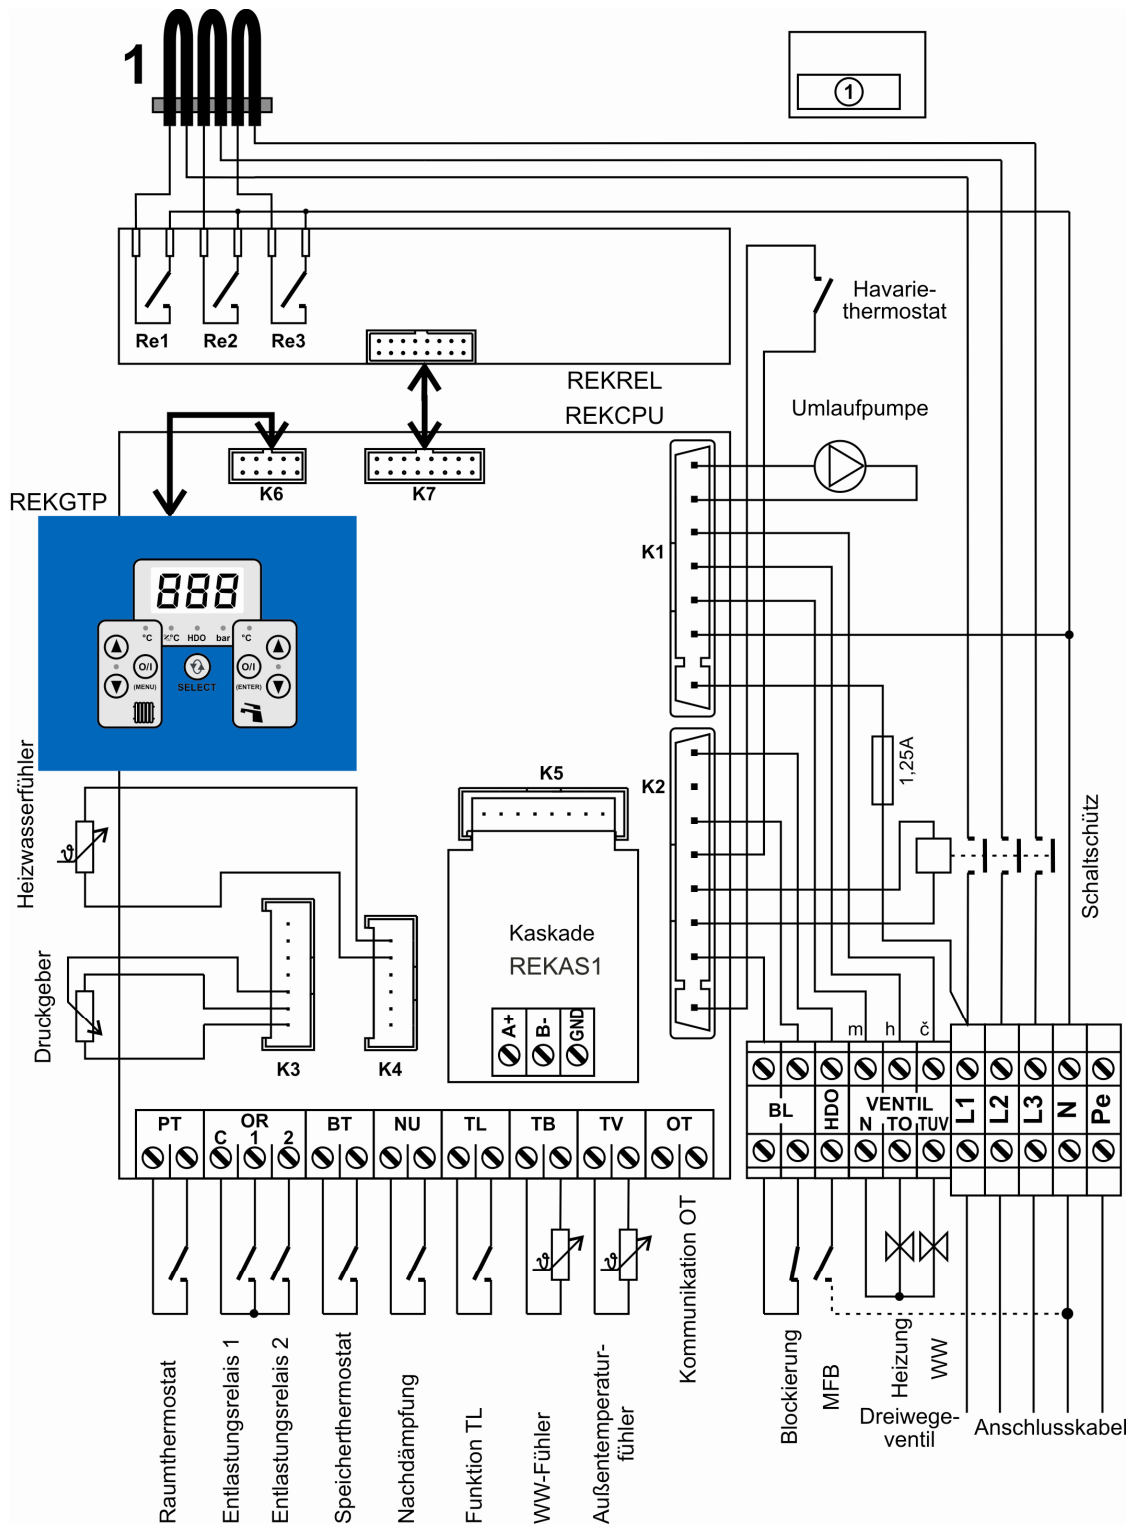 1
1
Re1 Re2 Re3
Havarie-
thermostat
REKREL
REKCPU
Umlaufpumpe
K6
K7
REKGTP
K1
888
°C °C HDO bar °C
O/I
O/I
(MENU)
SELECT
(ENTER)
1,25A
K5
K2
Heizwasserfühler
ϑ
Schaltschütz
Kaskade
REKAS1
Druckgeber
A+ B- GND
K3
K4
m h č
BL
HDO
VENTIL
N TO TUV
L1 L2 L3 N Pe
PT
OR
C 1 2
BT
NU
TL
TB
TV
OT
ϑ
ϑ
Raumthermostat
Entlastungsrelais 1
Entlastungsrelais 2
Speicherthermostat
Nachdämpfung
Funktion TL
WW-Fühler
Außentemperatur-
fühler
Kommunikation OT
Blockierung
MFB
Heizung
WW
Dreiwege-
ventil
Anschlusskabel